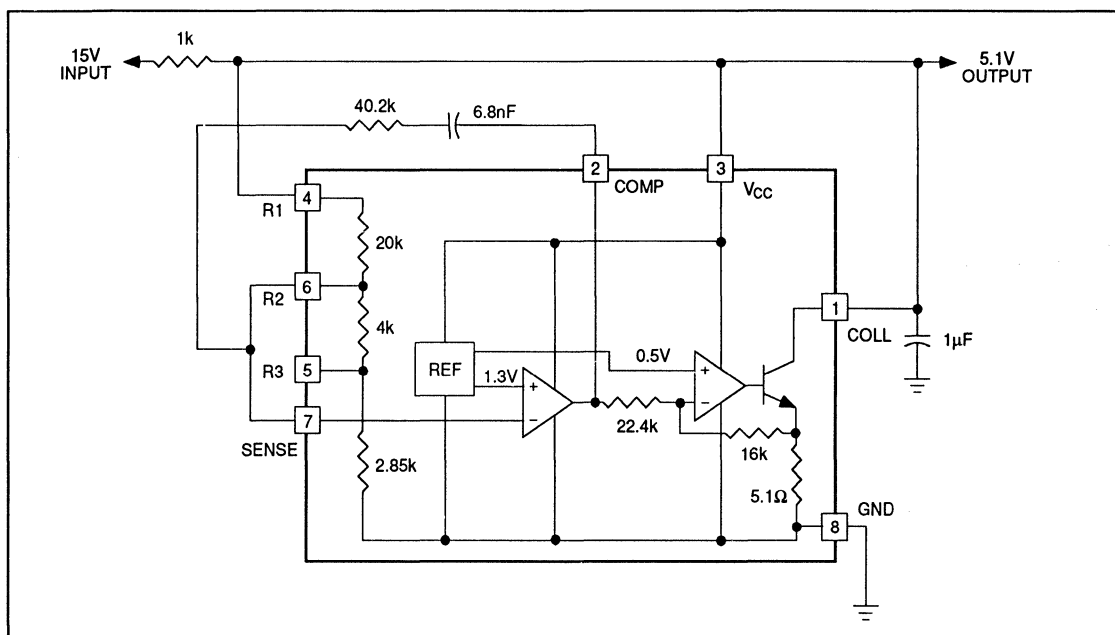 1k
15V
INPUT
5.1V
OUTPUT
40.2k
6.8nF
2
COMP
3
VCC
4
R1
20k
6
R2
4k
R3
5
REF
1.3V
0.5V
+
−
+
−
1
COLL
1µF
7
SENSE
22.4k
16k
2.85k
5.1Ω
GND
8